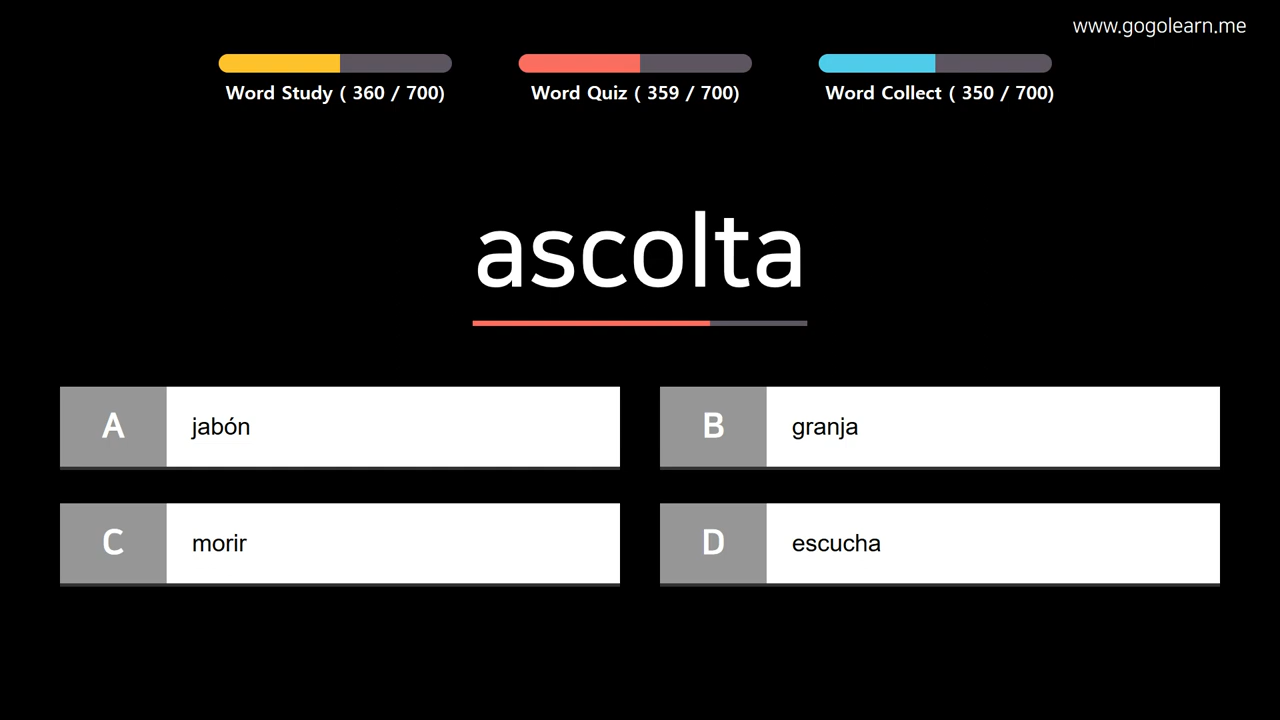 www.gogolearn.me
Word Study ( 360 / 700)
Word Quiz ( 359 / 700)
Word Collect ( 350 / 700)
ascolta
A jabón
B granja
C morir
D escucha